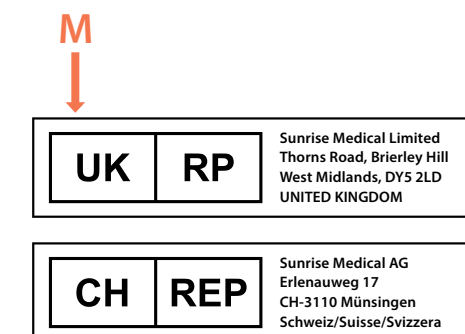 M
UK RP
Sunrise Medical Limited
Thorns Road, Brierley Hill
West Midlands, DY5 2LD
UNITED KINGDOM
CH REP
Sunrise Medical AG
Erlenauweg 17
CH-3110 Münsingen
Schweiz/Suisse/Svizzera